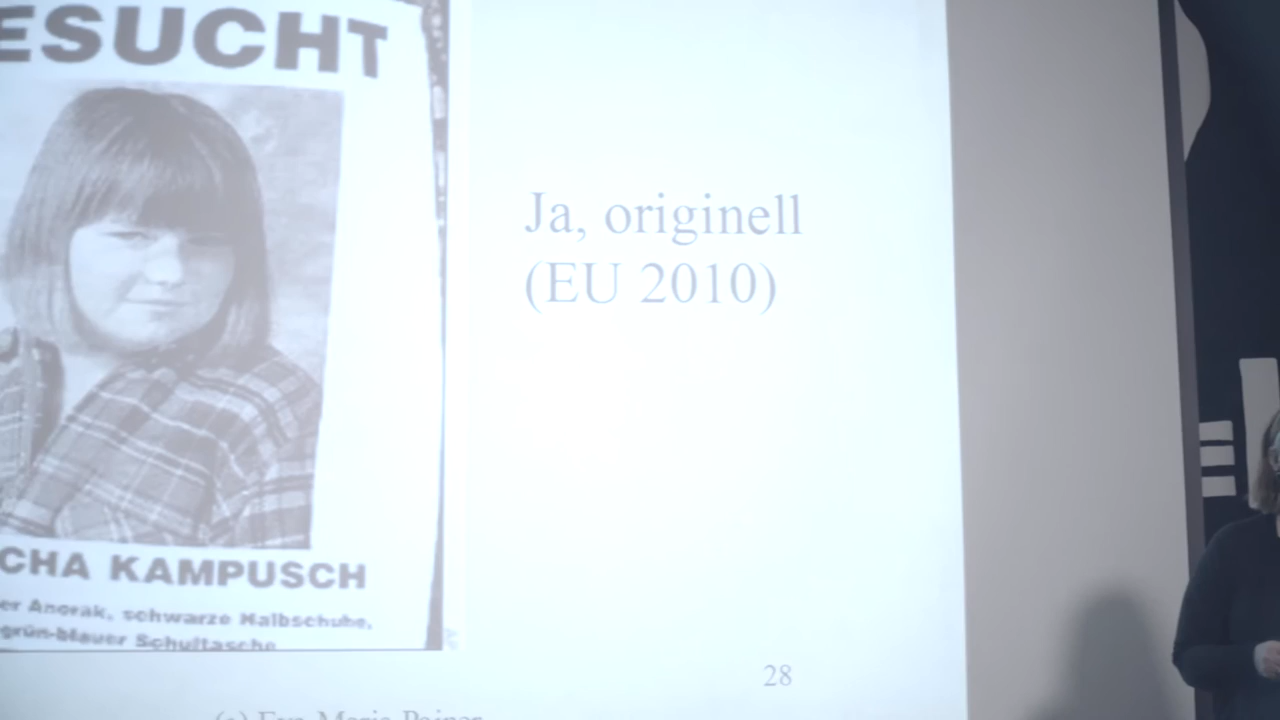 ESUCHT
Ja, originell
(EU 2010)
CHA KAMPUSCH
er Anorak, schwarze Halbschuhe,
grün-blauer Schultasche
28